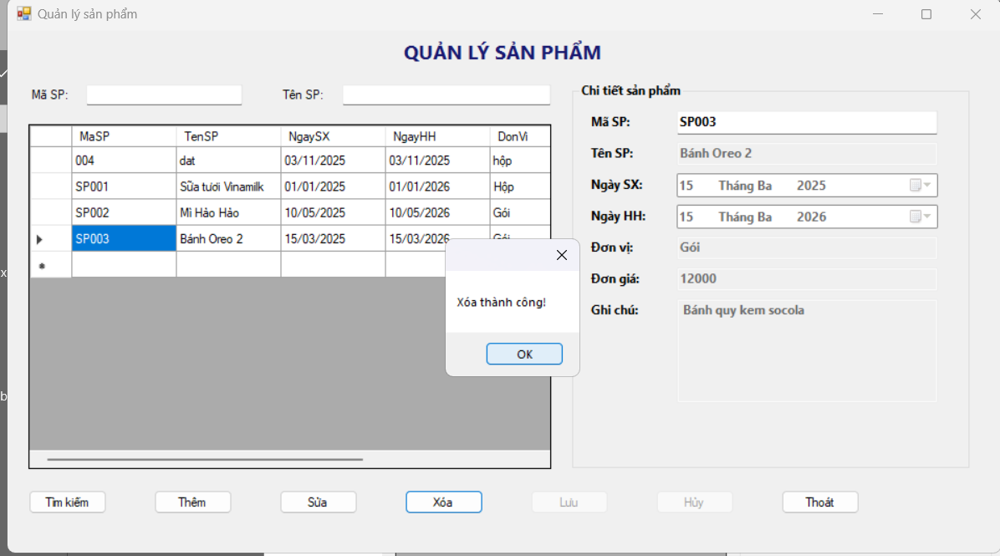 Quản lý sản phẩm
QUẢN LÝ SẢN PHẨM
Mã SP:
Tên SP:
MaSP TenSP NgaySX NgayHH DonVi
004 dat 03/11/2025 03/11/2025 hộp
SP001 Sữa tươi Vinamilk 01/01/2025 01/01/2026 Hộp
SP002 Mì Hảo Hảo 10/05/2025 10/05/2026 Gói
SP003 Bánh Oreo 2 15/03/2025 15/03/2026 Gói
Chi tiết sản phẩm
Mã SP: SP003
Tên SP: Bánh Oreo 2
Ngày SX: 15 Tháng Ba 2025
Ngày HH: 15 Tháng Ba 2026
Đơn vị: Gói
Đơn giá: 12000
Ghi chú: Bánh quy kem socola
Xóa thành công!
OK
Tìm kiếm Thêm Sửa Xóa Lưu Hủy Thoát
x
b